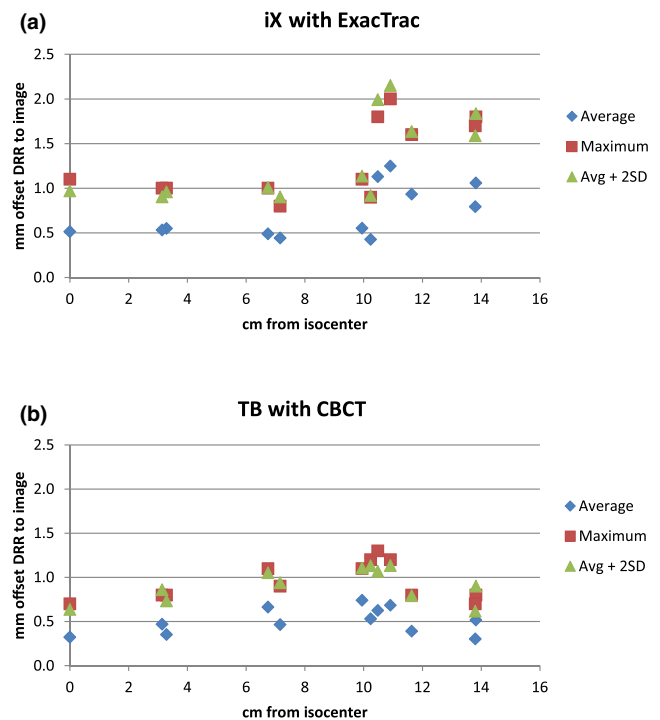 (a)
iX with ExacTrac
mm offset DRR to image
2.5
2.0
1.5
1.0
0.5
0.0
0 2 4 6 8 10 12 14 16
cm from isocenter
Average
Maximum
Avg + 2SD
(b)
TB with CBCT
mm offset DRR to image
2.5
2.0
1.5
1.0
0.5
0.0
0 2 4 6 8 10 12 14 16
cm from isocenter
Average
Maximum
Avg + 2SD